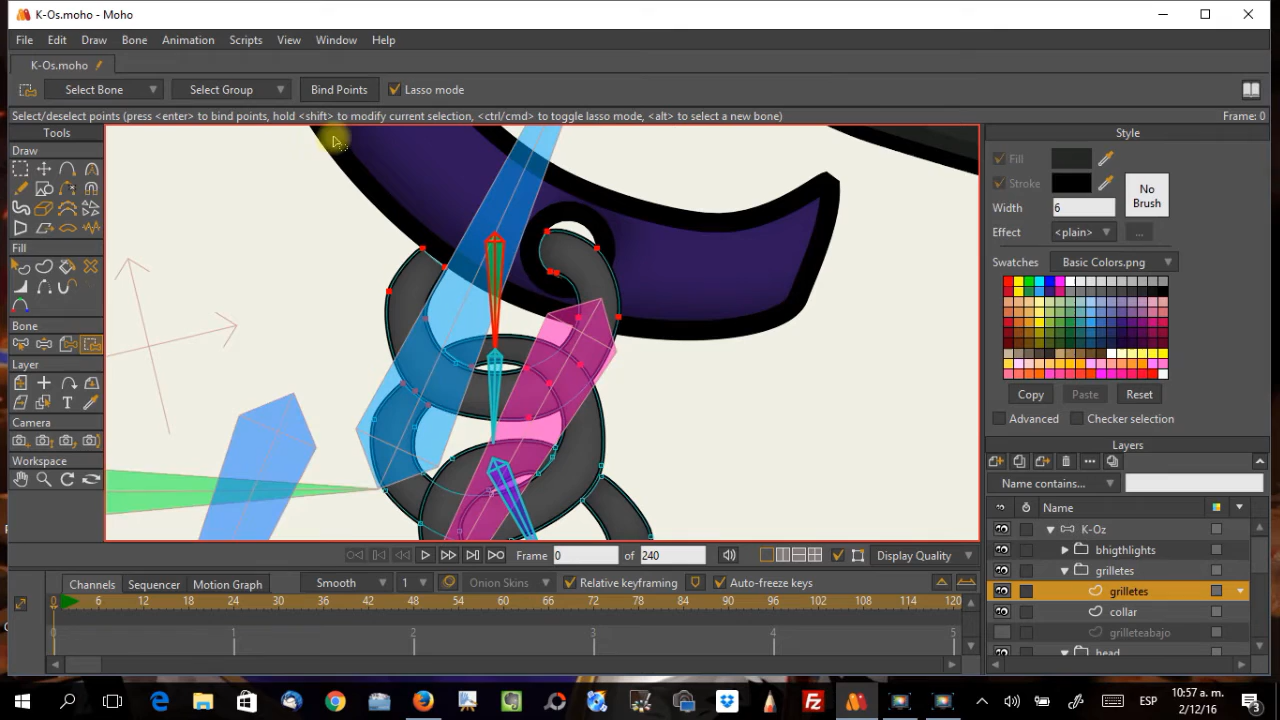 K-Os.moho - Moho
File Edit Draw Bone Animation Scripts View Window Help
K-Os.moho
Select Bone Select Group Bind Points Lasso mode
Select/deselect points (press <enter> to bind points, hold <shift> to modify current selection, <ctrl/cmd> to toggle lasso mode, <alt> to select a new bone) Frame: 0
Tools
Draw
Fill
Bone
Layer
Camera
Workspace
Style
Fill
Stroke
No
Brush
Width 6
Effect <plain> ...
Swatches Basic Colors.png
Copy Paste Reset
Advanced Checker selection
Layers
Name contains...
Name
K-Oz
bhigthlights
grilletes
grilletes
collar
grilleteabajo
head
Frame 0 of 240 Display Quality
Channels Sequencer Motion Graph Smooth 1 Onion Skins Relative keyframing Auto-freeze keys
0 6 12 18 24 30 36 42 48 54 60 66 72 78 84 90 96 102 108 114 120
0 1 2 3 4 5
ESP
10:57 a. m.
2/12/16
3